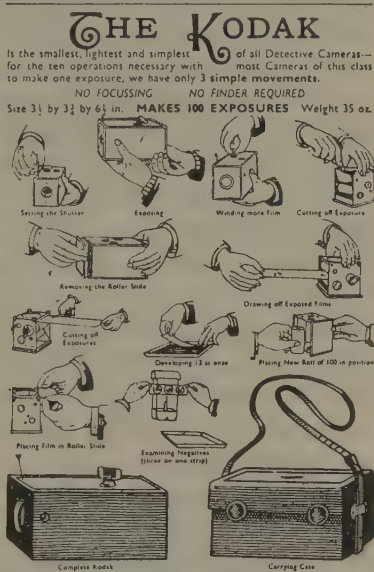 THE KODAK
Is the smallest, lightest and simplest of all Detective Cameras—
for the ten operations necessary with most Cameras of this class
to make one exposure, we have only 3 simple movements.
NO FOCUSSING NO FINDER REQUIRED
Size 3½ by 3¾ by 6½ in. MAKES 100 EXPOSURES Weight 35 oz.
Setting the Shutter Exposing Winding more Film Cutting off Exposure
Removing the Roller Slide
Drawing off Exposed Films
Cutting off
Exposures
Developing 12 at once
Placing New Roll of 100 in position
Placing Film in Roller Slide
Examining Negatives
(three on one strip)
Complete Kodak Carrying Case